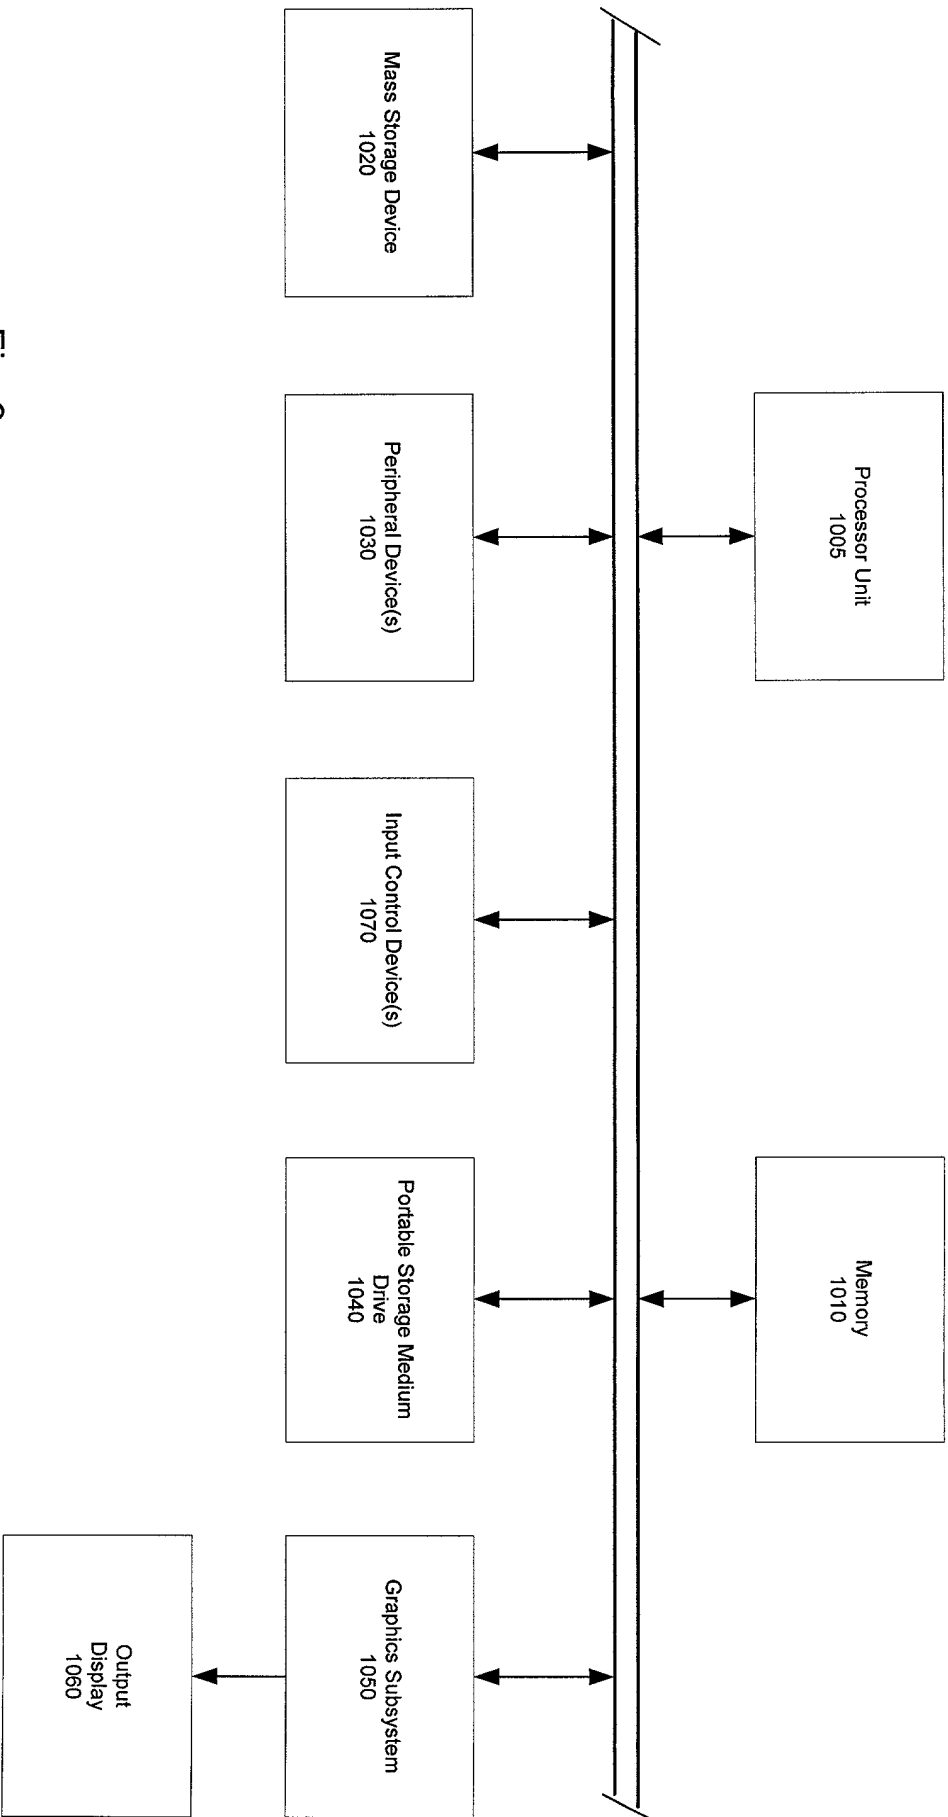 Processor Unit
1005
Memory
1010
Mass Storage Device
1020
Peripheral Device(s)
1030
Input Control Device(s)
1070
Portable Storage Medium
Drive
1040
Graphics Subsystem
1050
Output
Display
1060